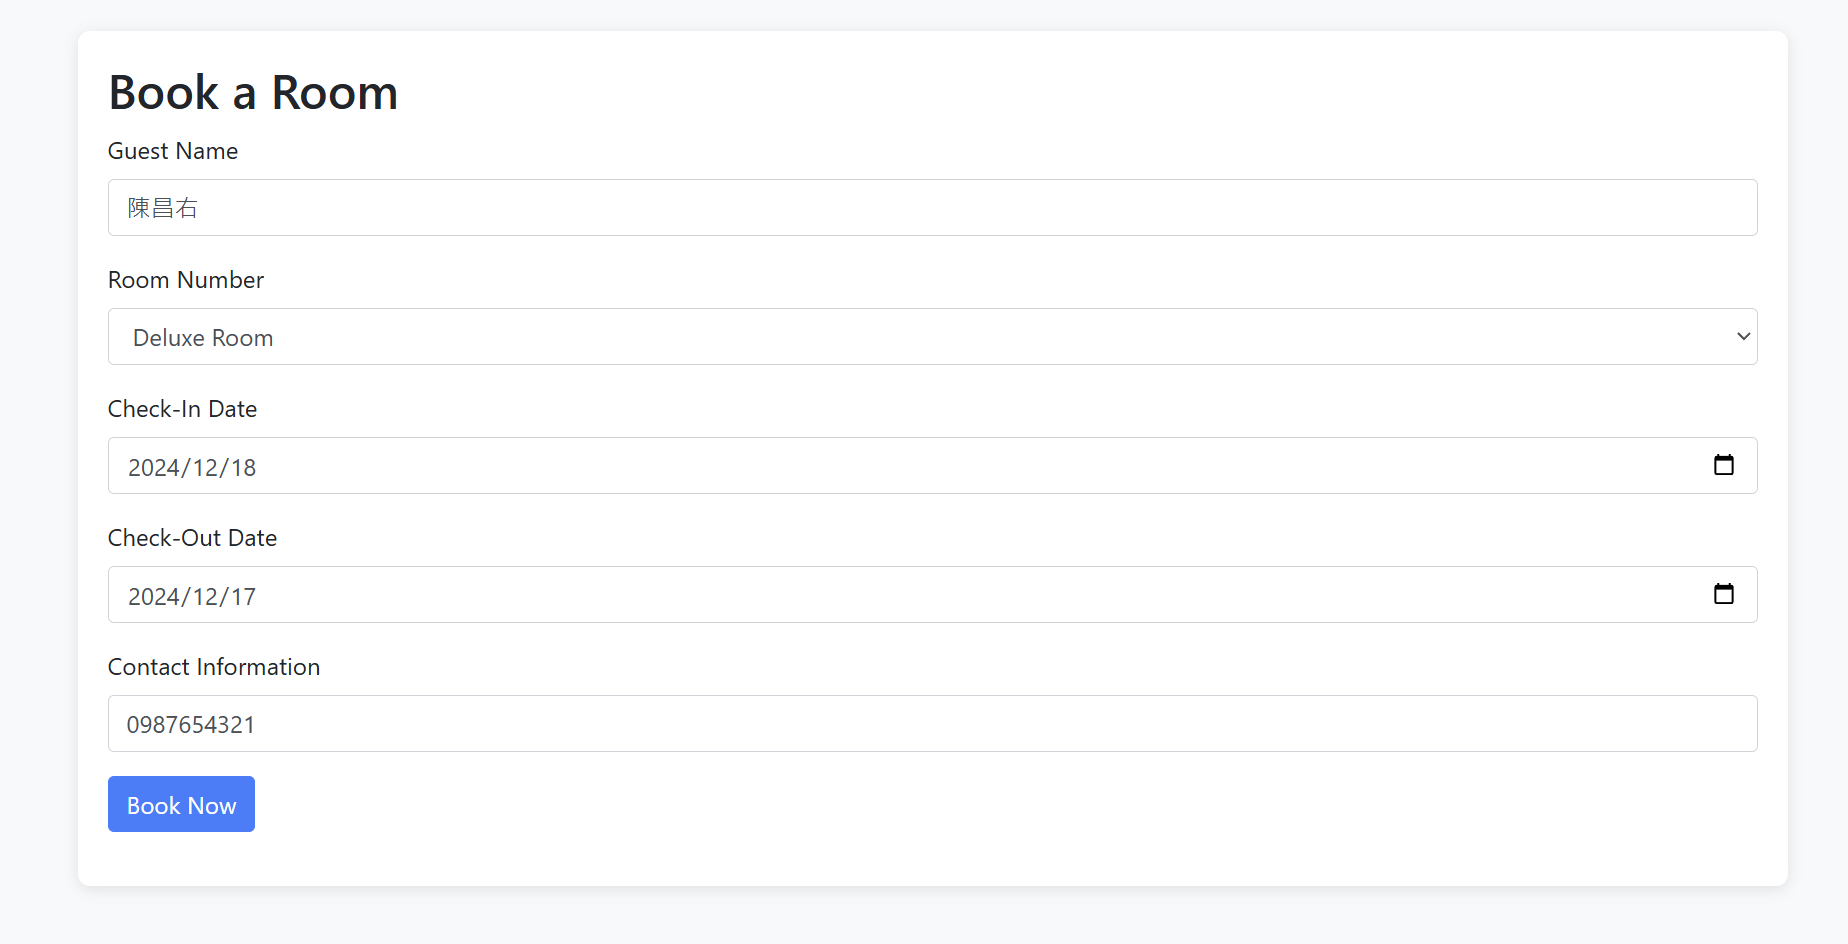 Book a Room
Guest Name
陳昌右
Room Number
Deluxe Room
Check-In Date
2024/12/18
Check-Out Date
2024/12/17
Contact Information
0987654321
Book Now